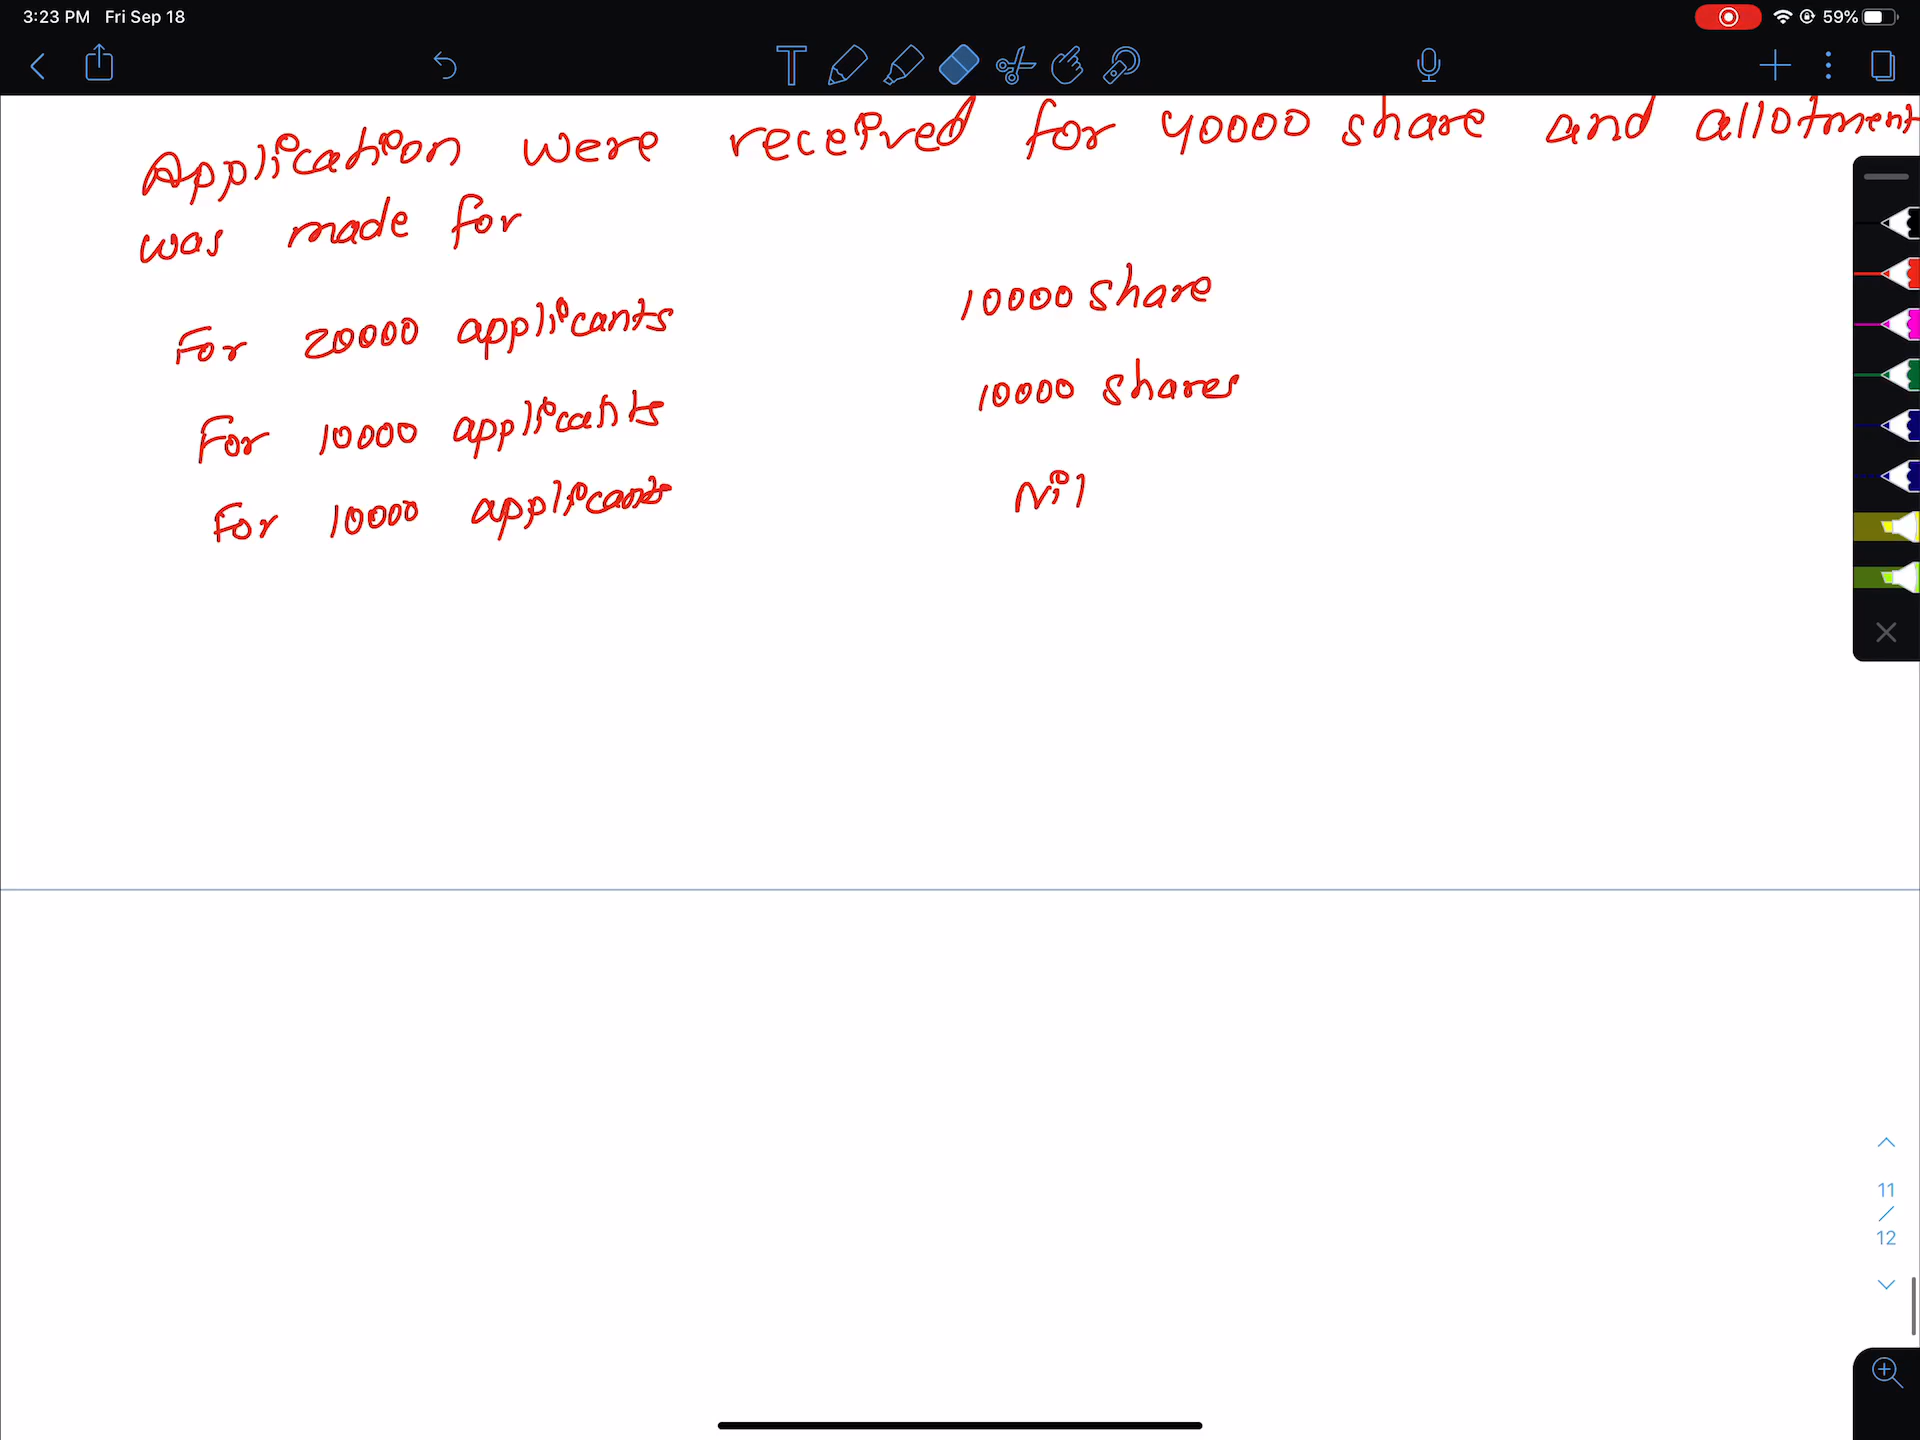 3:23 PM Fri Sep 18
59%
Application were received for 40000 share and allotment
was made for
For 20000 applicants 10000 share
For 10000 applicants 10000 shares
For 10000 applicants Nil
11
/
12